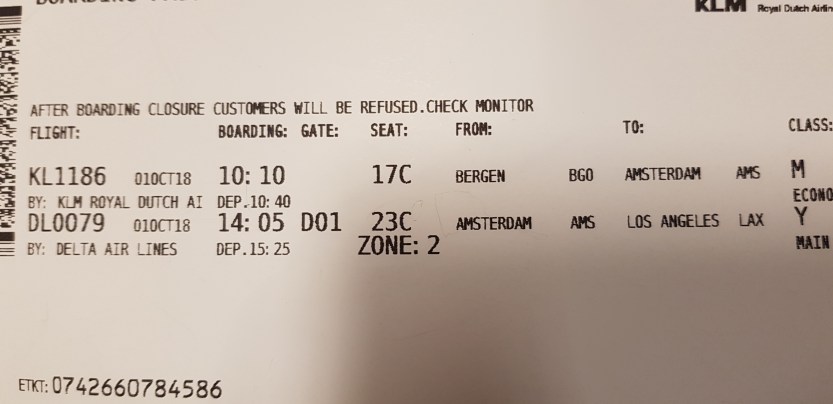 KLM Royal Dutch Airlin
AFTER BOARDING CLOSURE CUSTOMERS WILL BE REFUSED.CHECK MONITOR
FLIGHT: BOARDING: GATE: SEAT: FROM: TO: CLASS:
KL1186 01OCT18 10:10 17C BERGEN BGO AMSTERDAM AMS M
BY: KLM ROYAL DUTCH AI DEP.10:40 ECONO
DL0079 01OCT18 14:05 D01 23C AMSTERDAM AMS LOS ANGELES LAX Y
BY: DELTA AIR LINES DEP.15:25 ZONE: 2 MAIN
ETKT:0742660784586